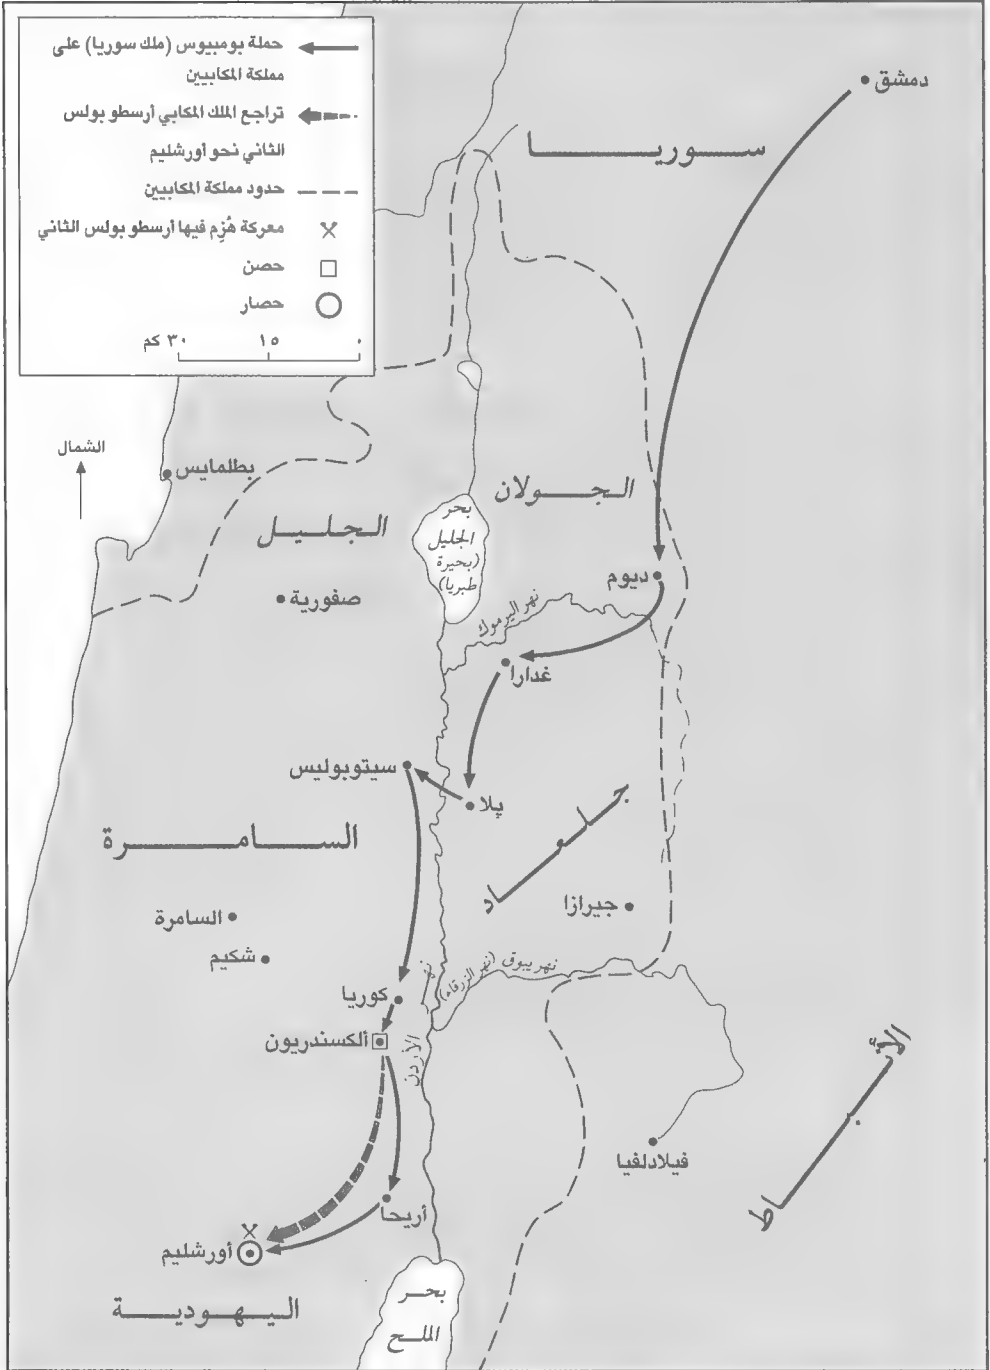 حملة بومبيوس (ملك سوريا) على
مملكة المكابيين
تراجع الملك المكابي أرسطو بولس
الثاني نحو أورشليم
حدود مملكة المكابيين
معركة هُزِم فيها أرسطو بولس الثاني
حصن
حصار
٠ ١٥ ٣٠ كم
دمشق
سوريا
الشمال
بطلمايس
الجولان
الجليل
بحر
الجليل
(بحيرة
طبريا)
ديوم
صفورية
نهر اليرموك
غدارا
سيتوبوليس
پلا
جلعاد
السامرة
جيرازا
السامرة
شكيم
نهر يبوق (نهر الزرقاء)
كوريا
نهر
الأردن
ألكسندريون
الأنباط
فيلادلفيا
أريحا
أورشليم
بحر
الملح
اليهودية